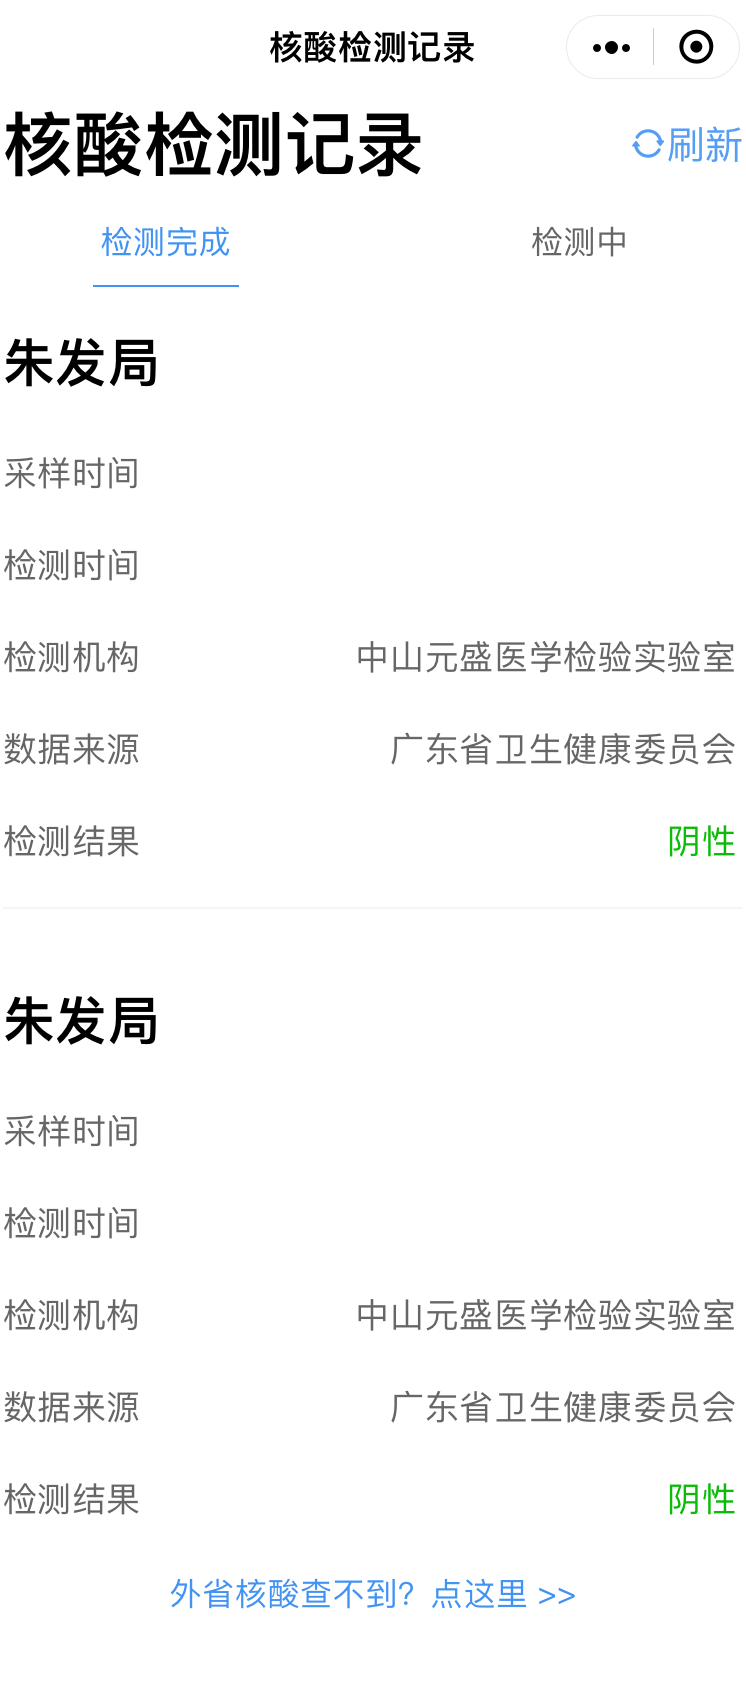 核酸检测记录
核酸检测记录
刷新
检测完成 检测中
朱发局
采样时间
检测时间
检测机构 中山元盛医学检验实验室
数据来源 广东省卫生健康委员会
检测结果 阴性
朱发局
采样时间
检测时间
检测机构 中山元盛医学检验实验室
数据来源 广东省卫生健康委员会
检测结果 阴性
外省核酸查不到？点这里 >>